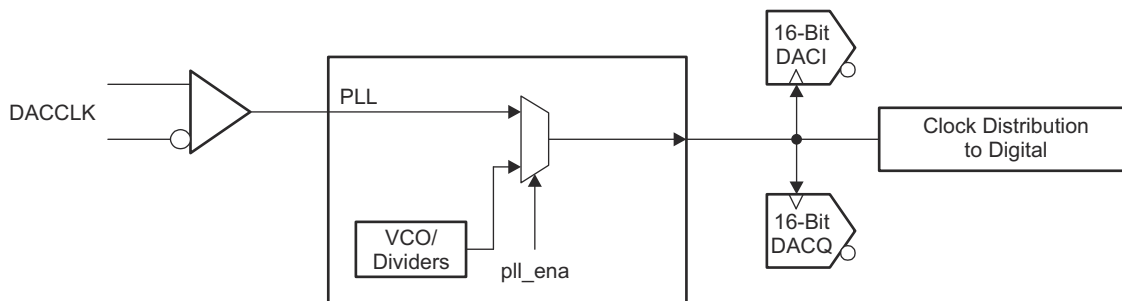 16-Bit
DACI
DACCLK
PLL
Clock Distribution
to Digital
VCO/
Dividers
pll_ena
16-Bit
DACQ